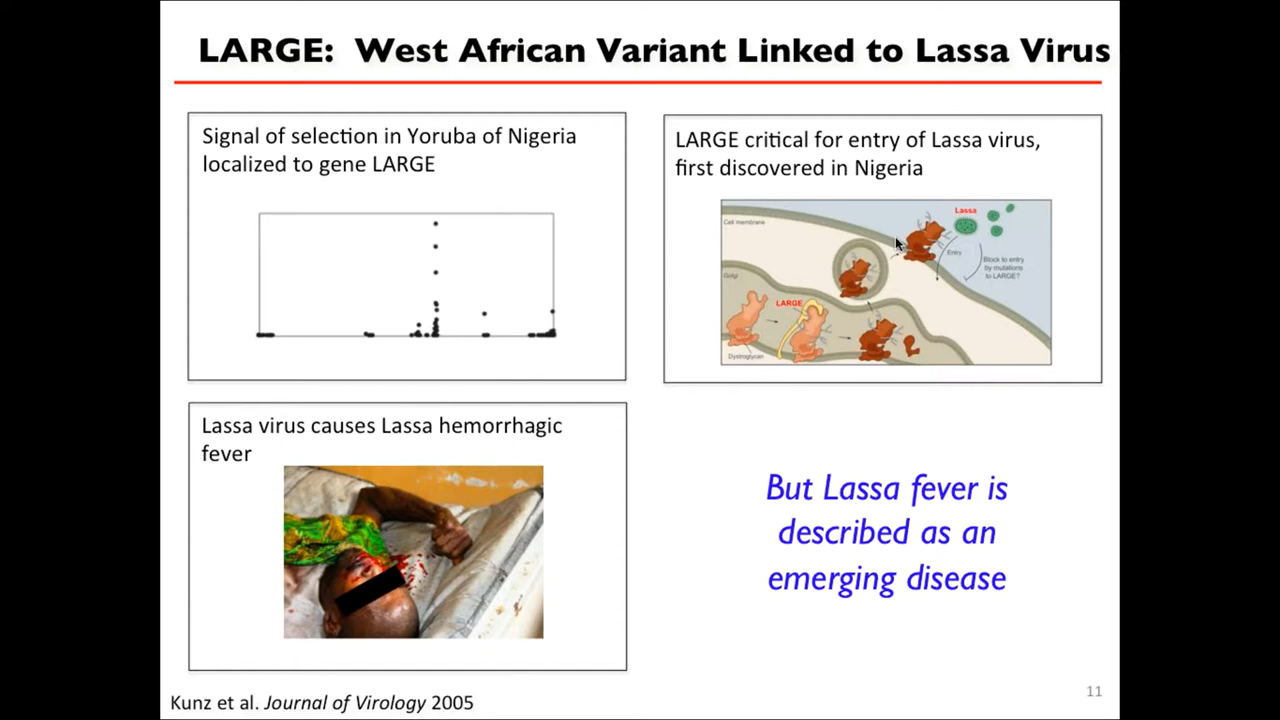 LARGE: West African Variant Linked to Lassa Virus
Signal of selection in Yoruba of Nigeria
localized to gene LARGE
LARGE critical for entry of Lassa virus,
first discovered in Nigeria
Cell membrane
Lassa
Entry
Block to entry
by mutations
to LARGE?
Golgi
LARGE
Dystroglycan
Lassa virus causes Lassa hemorrhagic
fever
But Lassa fever is
described as an
emerging disease
Kunz et al. Journal of Virology 2005
11